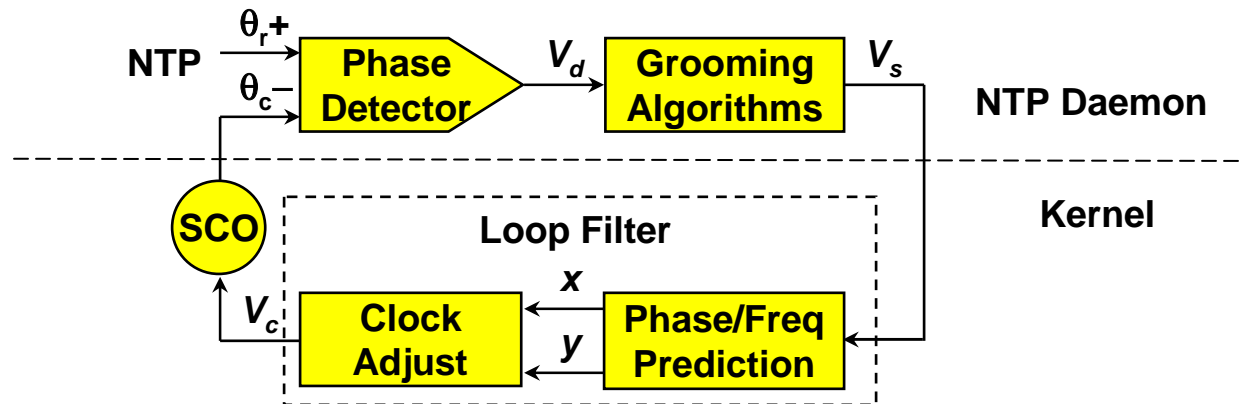 θr+
NTP
θc−
Phase
Detector
Vd
Grooming
Algorithms
Vs
NTP Daemon
SCO
Kernel
Loop Filter
Vc
Clock
Adjust
x
y
Phase/Freq
Prediction